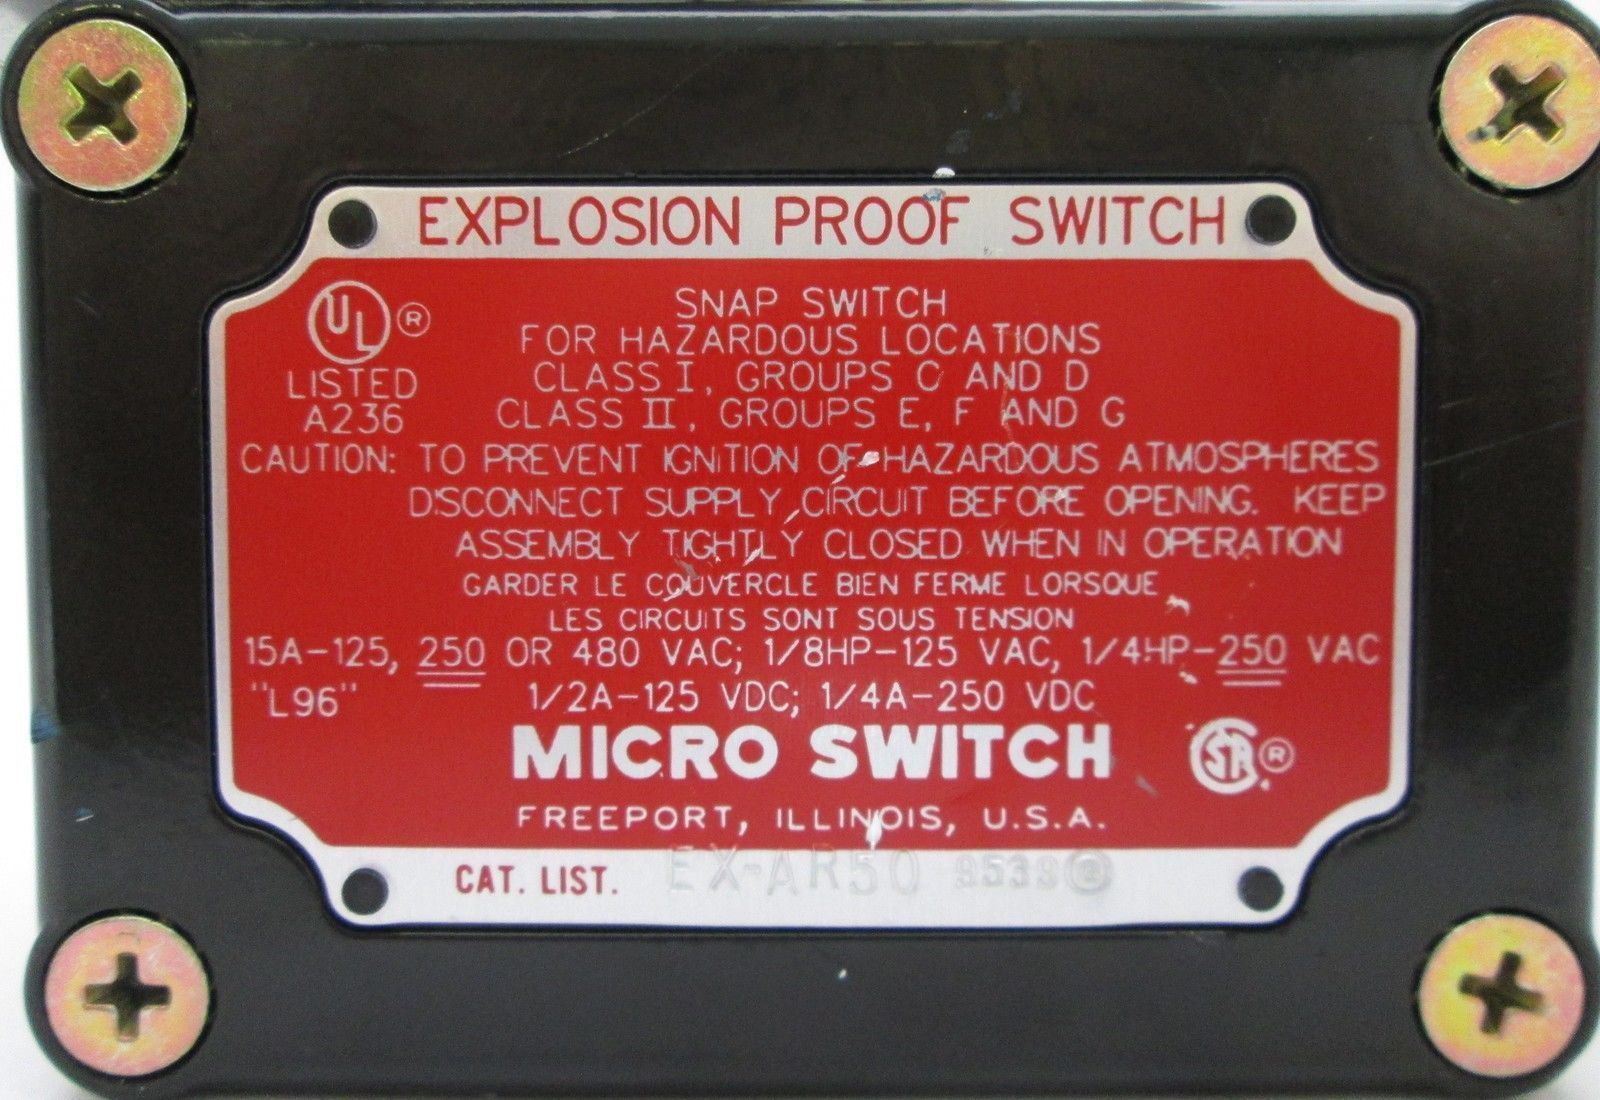 EXPLOSION PROOF SWITCH
UL ®
LISTED
A236
SNAP SWITCH
FOR HAZARDOUS LOCATIONS
CLASS I, GROUPS C AND D
CLASS II, GROUPS E, F AND G
CAUTION: TO PREVENT IGNITION OF HAZARDOUS ATMOSPHERES
DISCONNECT SUPPLY CIRCUIT BEFORE OPENING. KEEP
ASSEMBLY TIGHTLY CLOSED WHEN IN OPERATION
GARDER LE COUVERCLE BIEN FERME LORSQUE
LES CIRCUITS SONT SOUS TENSION
15A-125, 250 OR 480 VAC; 1/8HP-125 VAC, 1/4HP-250 VAC
"L96" 1/2A-125 VDC; 1/4A-250 VDC
MICRO SWITCH
SA ®
FREEPORT, ILLINOIS, U.S.A.
CAT. LIST. EX-AR50 9539